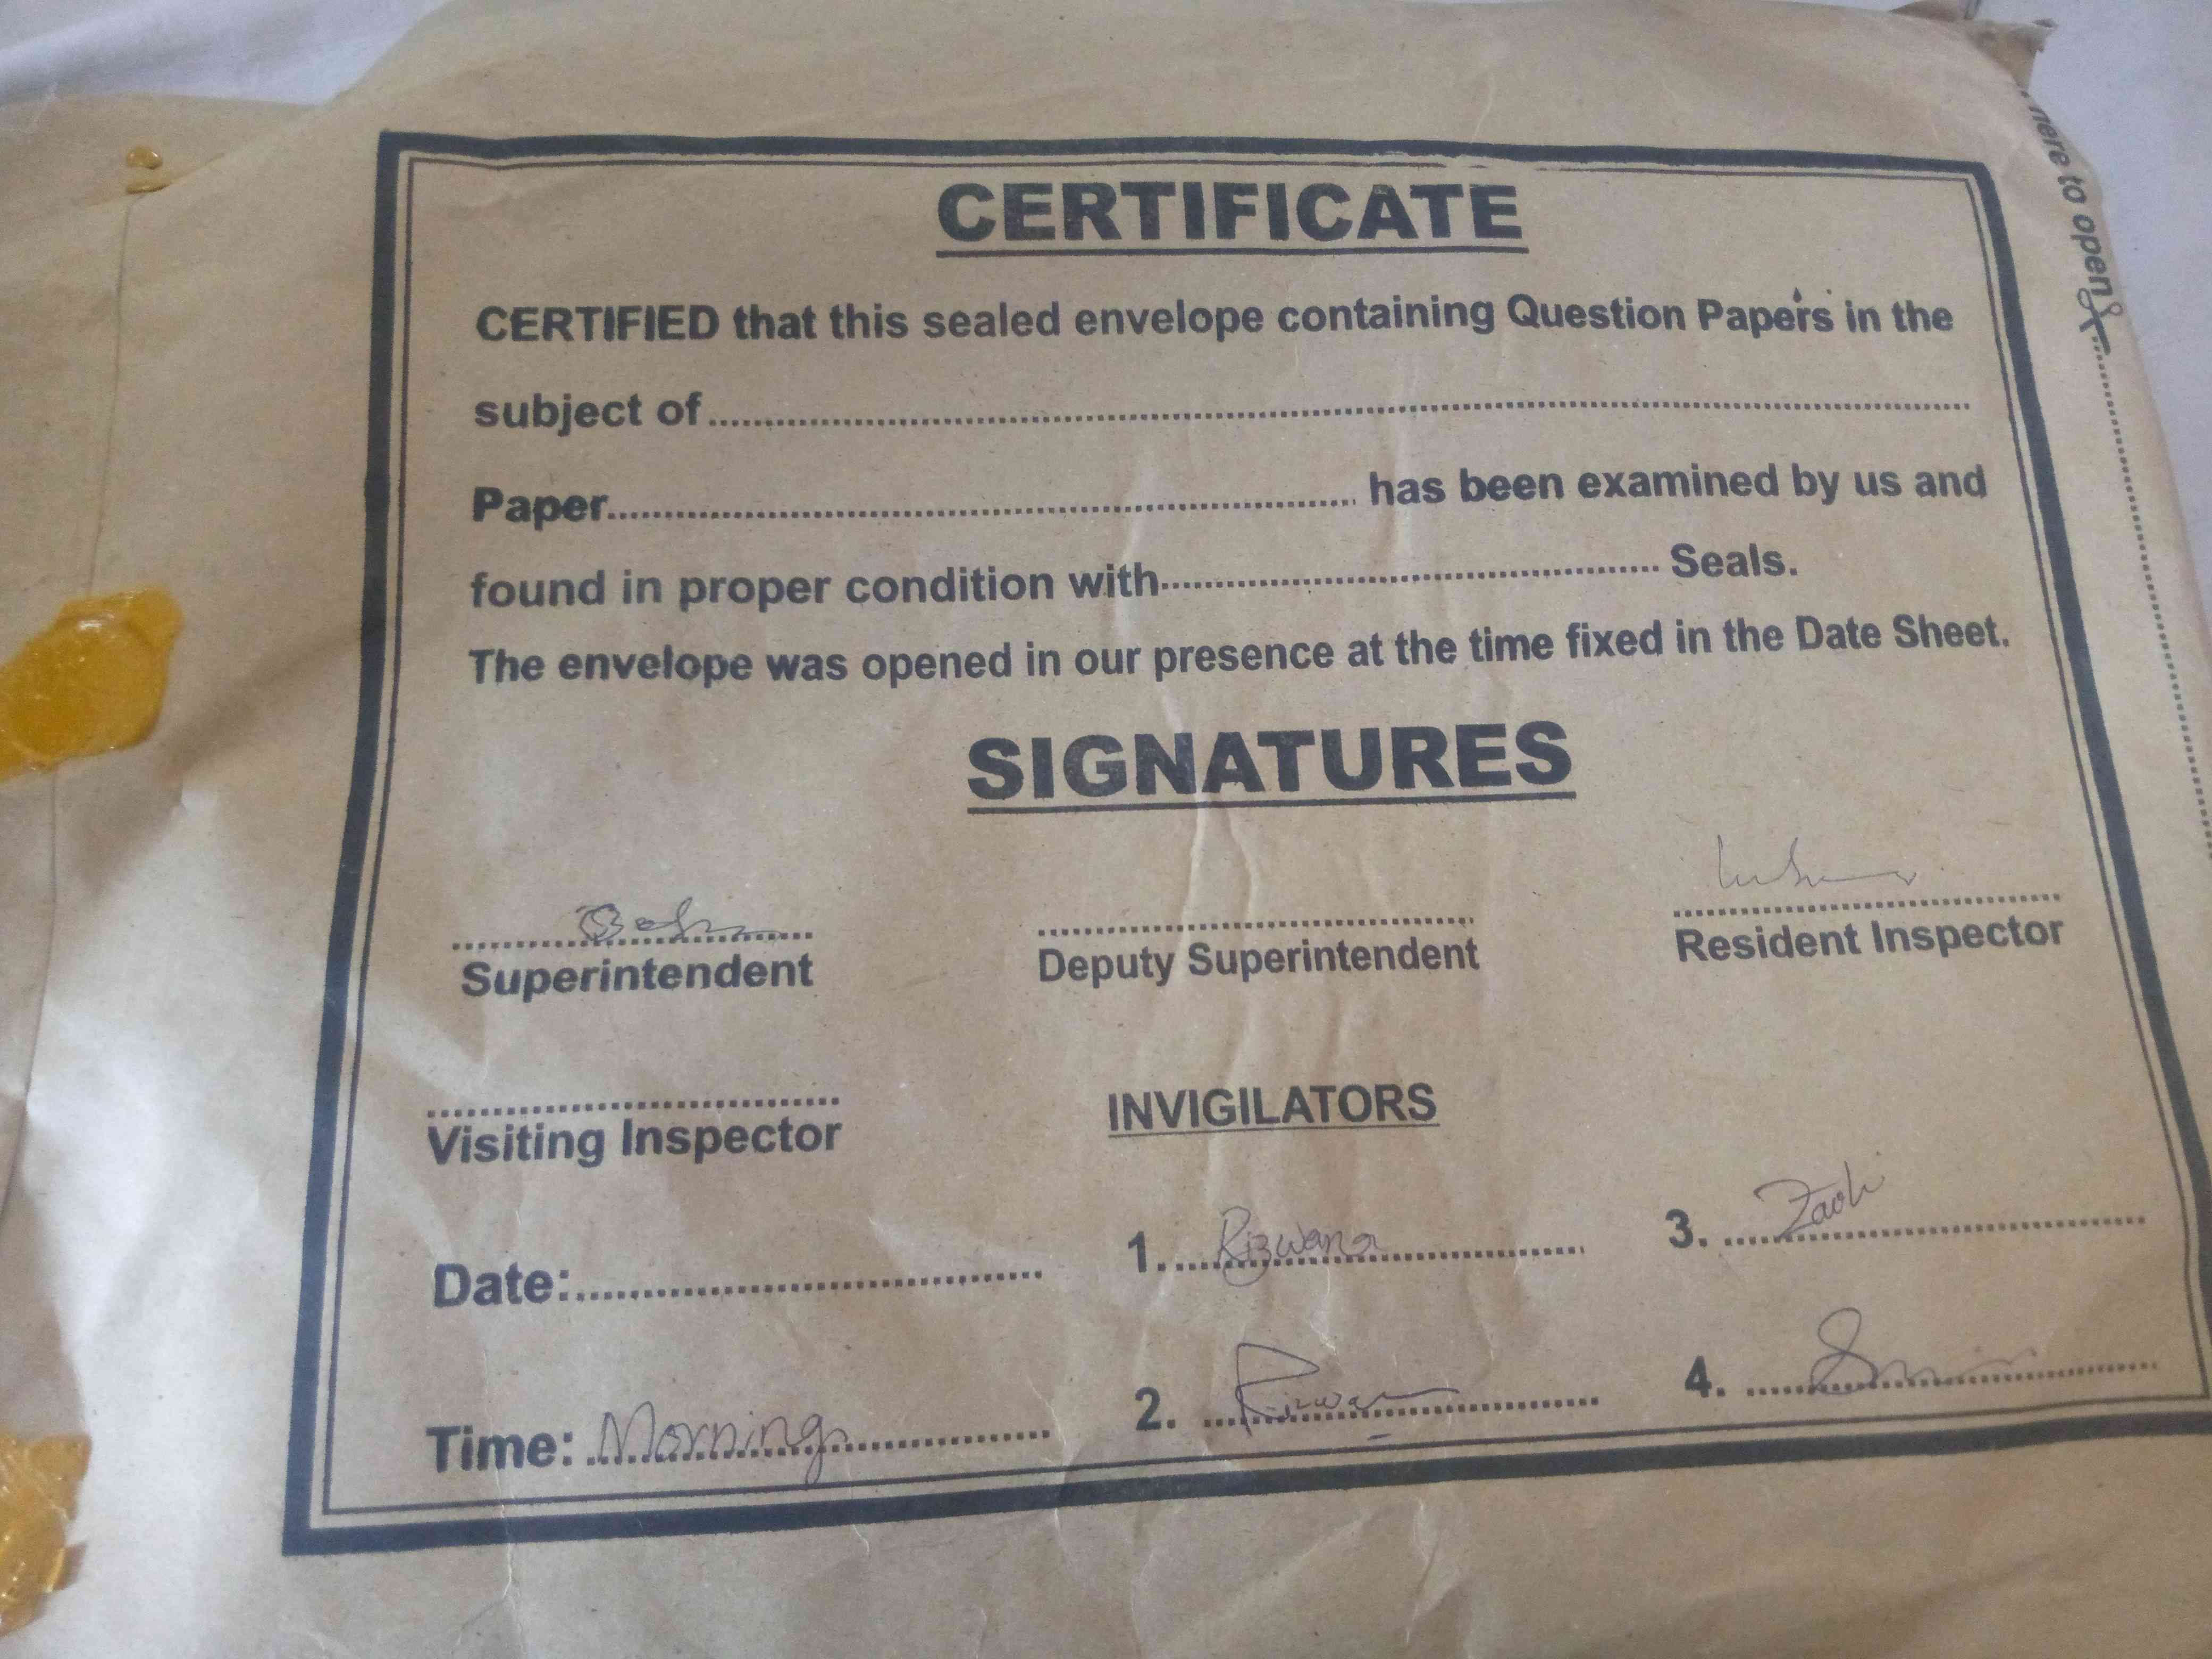 here to open
CERTIFICATE
CERTIFIED that this sealed envelope containing Question Papers in the
subject of........................................
Paper........................................ has been examined by us and
found in proper condition with........................................ Seals.
The envelope was opened in our presence at the time fixed in the Date Sheet.
SIGNATURES
Superintendent
Deputy Superintendent
Resident Inspector
Visiting Inspector
INVIGILATORS
1. Rizwana
3.
Date:........................................
2. Rizwan
4.
Time: Morning